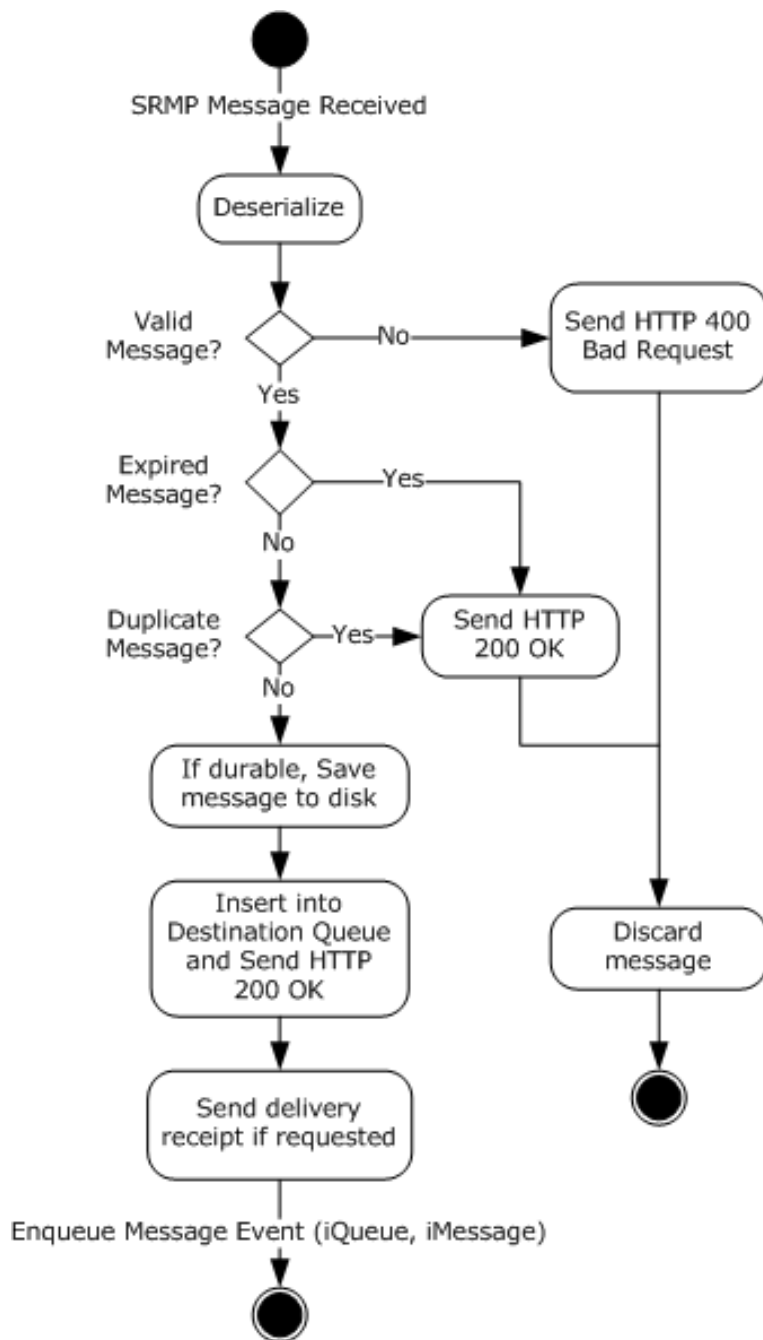 SRMP Message Received
Deserialize
Valid
Message?
No
Send HTTP 400
Bad Request
Yes
Expired
Message?
Yes
No
Duplicate
Message?
Yes
Send HTTP
200 OK
No
If durable, Save
message to disk
Insert into
Destination Queue
and Send HTTP
200 OK
Discard
message
Send delivery
receipt if requested
Enqueue Message Event (iQueue, iMessage)